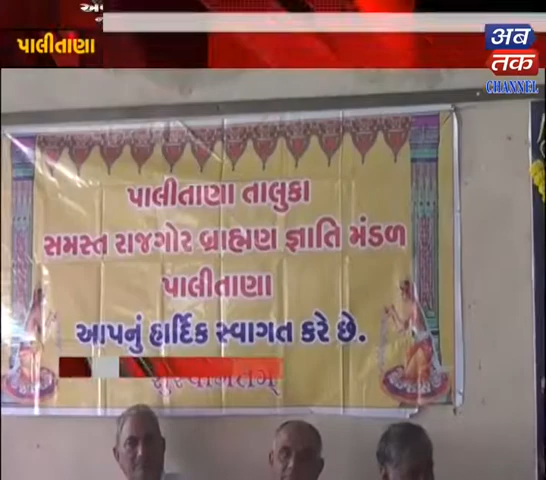 પાલીતાણા
અબ
તક
CHANNEL
પાલીતાણા તાલુકા
સમસ્ત રાજગોર બ્રાહ્મણ જ્ઞાતિ મંડળ
પાલીતાણા
આપનું હાર્દિક સ્વાગત કરે છે.